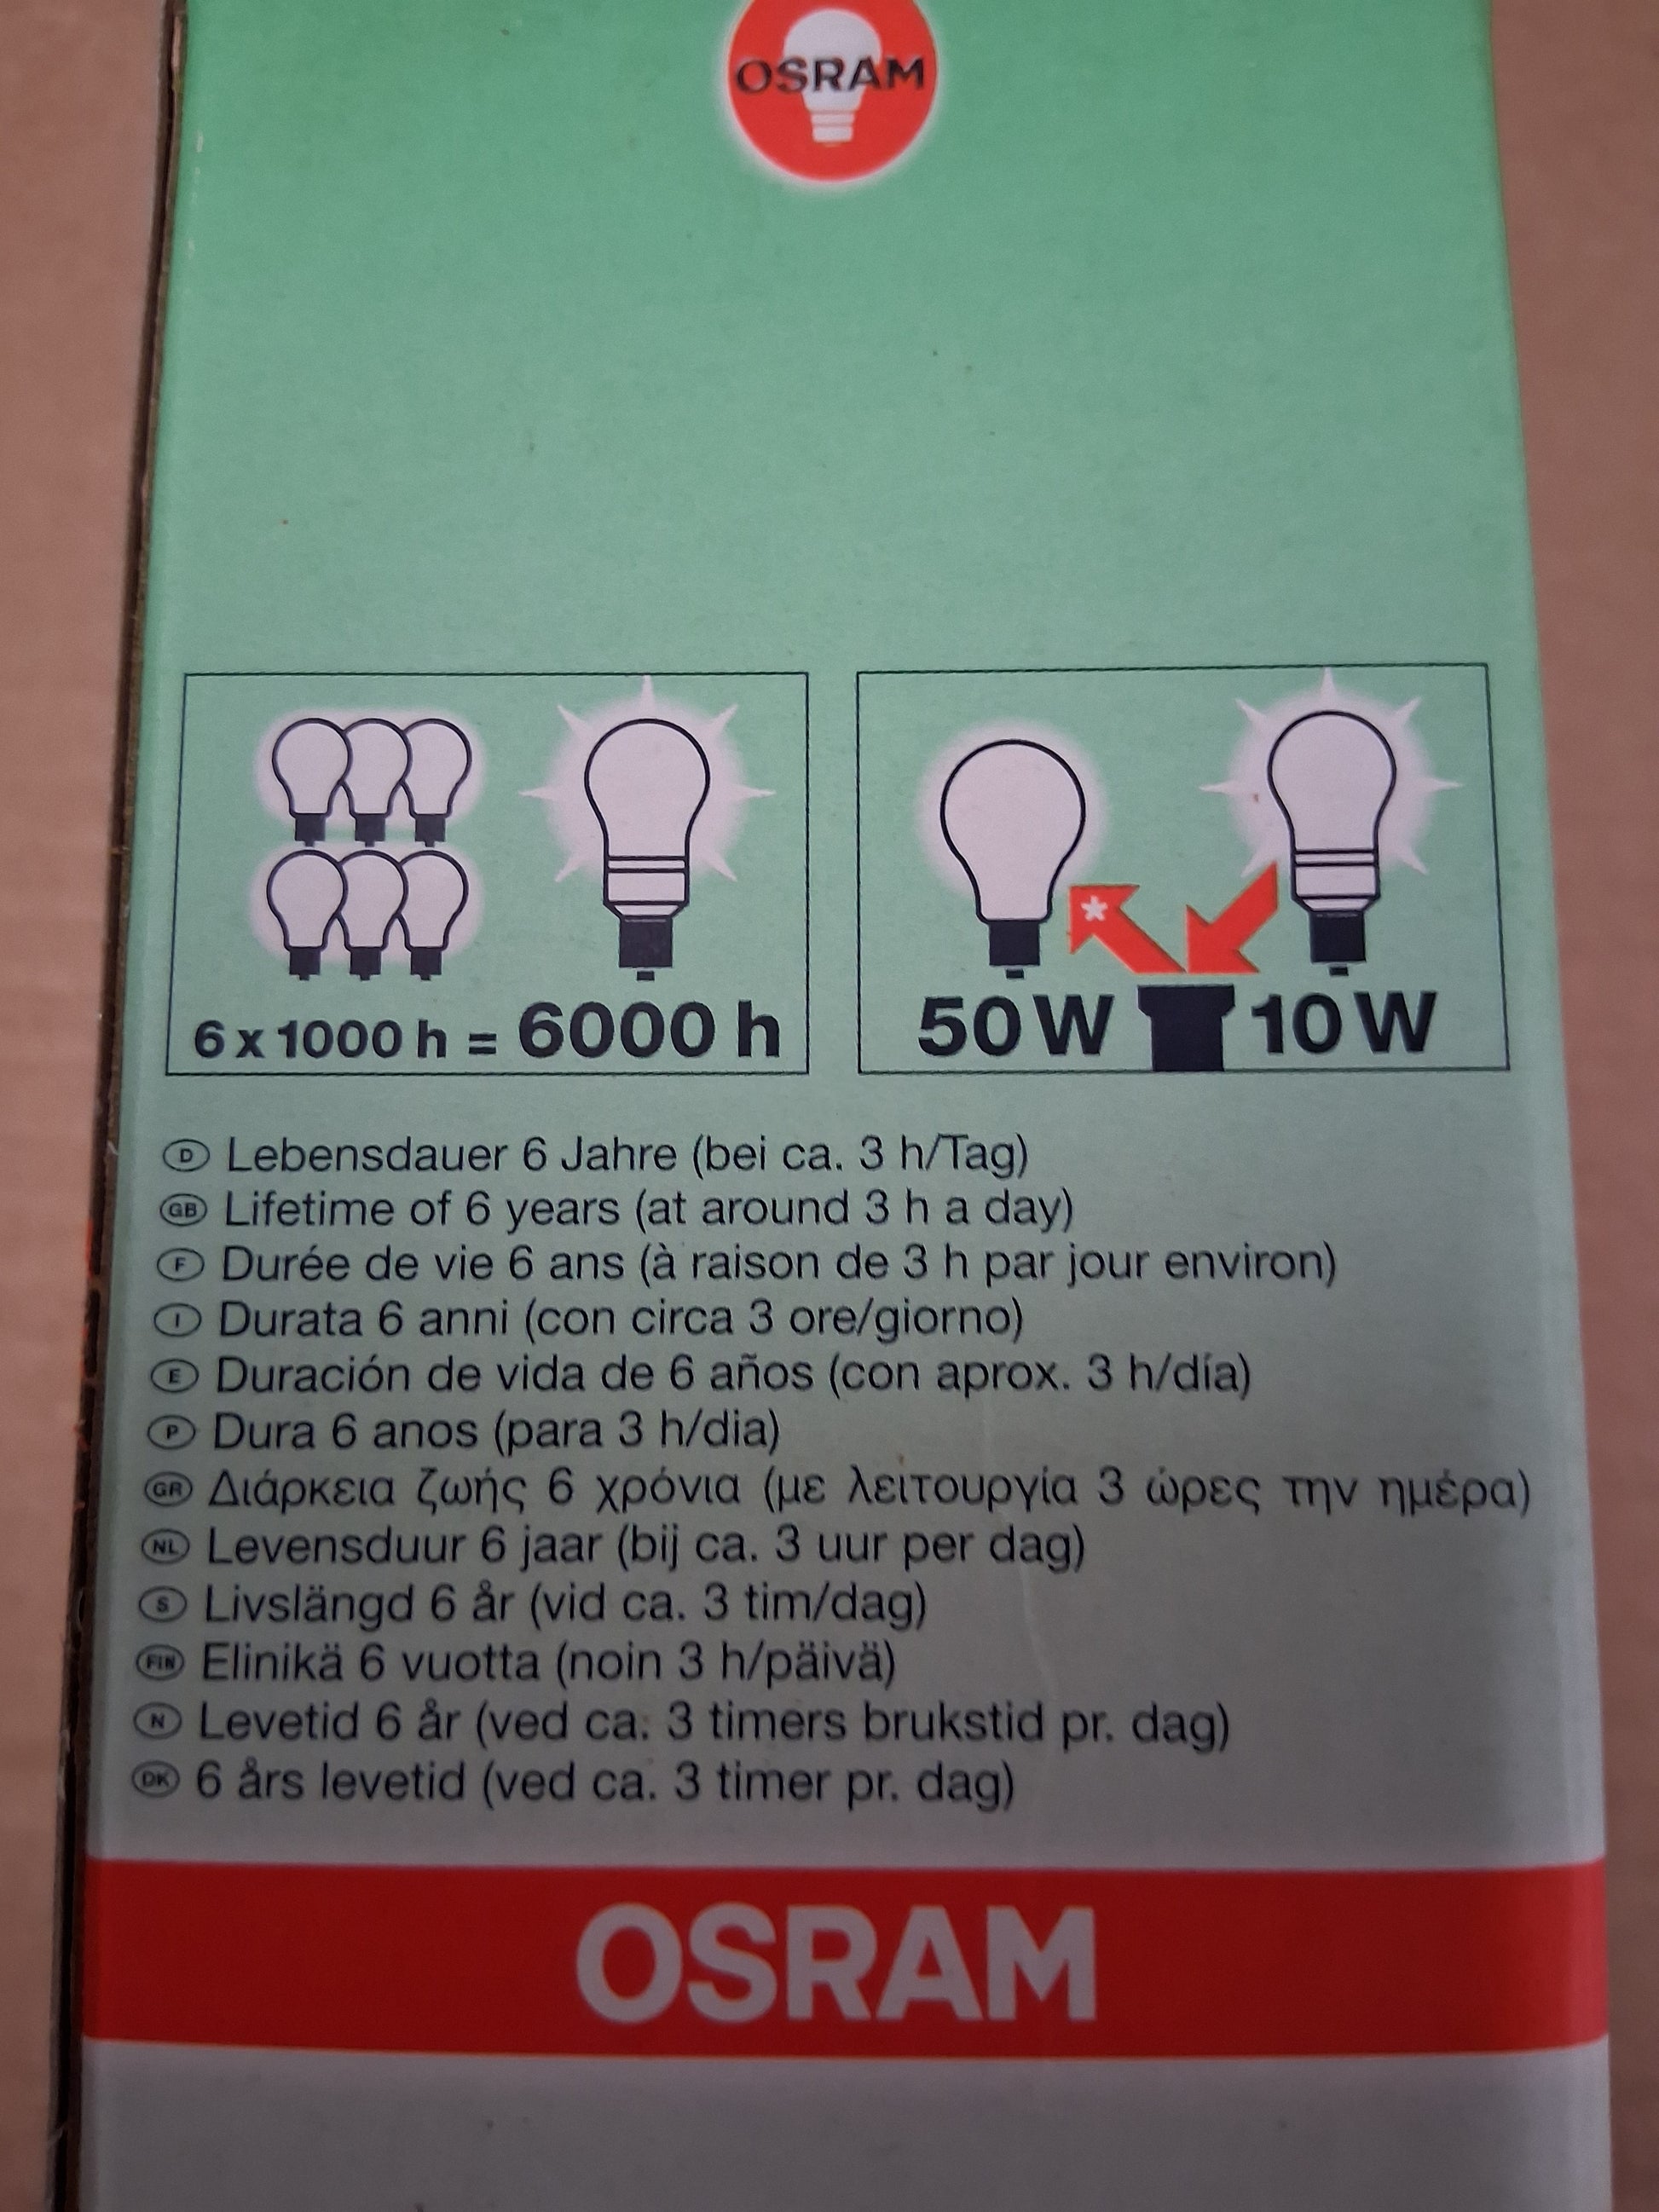 OSRAM
6 x 1000 h = 6000 h
50 W 10 W
D Lebensdauer 6 Jahre (bei ca. 3 h/Tag)
GB Lifetime of 6 years (at around 3 h a day)
F Durée de vie 6 ans (à raison de 3 h par jour environ)
I Durata 6 anni (con circa 3 ore/giorno)
E Duración de vida de 6 años (con aprox. 3 h/día)
P Dura 6 anos (para 3 h/dia)
GR Διάρκεια ζωής 6 χρόνια (με λειτουργία 3 ώρες την ημέρα)
NL Levensduur 6 jaar (bij ca. 3 uur per dag)
S Livslängd 6 år (vid ca. 3 tim/dag)
FIN Elinikä 6 vuotta (noin 3 h/päivä)
N Levetid 6 år (ved ca. 3 timers brukstid pr. dag)
DK 6 års levetid (ved ca. 3 timer pr. dag)
OSRAM